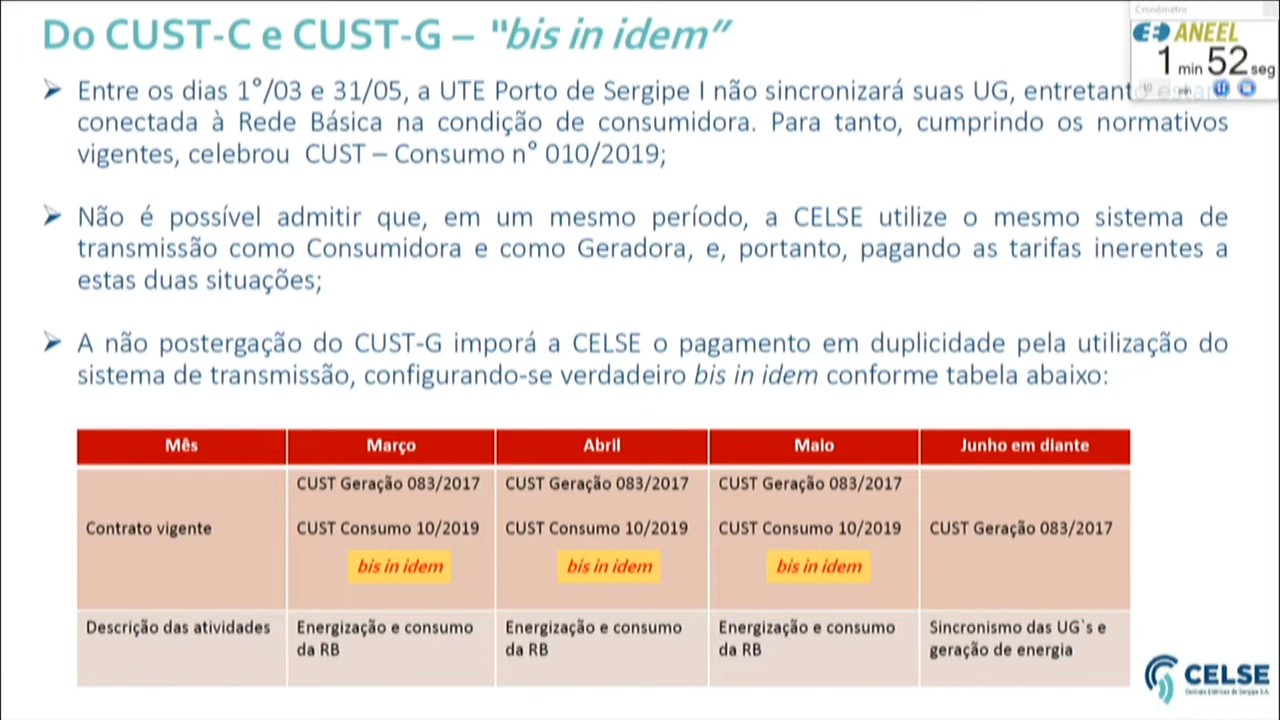 Do CUST-C e CUST-G – "bis in idem"
Cronômetro
ANEEL
1 min 52 seg
➢ Entre os dias 1°/03 e 31/05, a UTE Porto de Sergipe I não sincronizará suas UG, entretanto
conectada à Rede Básica na condição de consumidora. Para tanto, cumprindo os normativos
vigentes, celebrou CUST – Consumo n° 010/2019;
➢ Não é possível admitir que, em um mesmo período, a CELSE utilize o mesmo sistema de
transmissão como Consumidora e como Geradora, e, portanto, pagando as tarifas inerentes a
estas duas situações;
➢ A não postergação do CUST-G imporá a CELSE o pagamento em duplicidade pela utilização do
sistema de transmissão, configurando-se verdadeiro bis in idem conforme tabela abaixo:
Mês Março Abril Maio Junho em diante
CUST Geração 083/2017 CUST Geração 083/2017 CUST Geração 083/2017
Contrato vigente CUST Consumo 10/2019 CUST Consumo 10/2019 CUST Consumo 10/2019 CUST Geração 083/2017
bis in idem bis in idem bis in idem
Descrição das atividades Energização e consumo Energização e consumo Energização e consumo Sincronismo das UG`s e
da RB da RB da RB geração de energia
CELSE
Centrais Elétricas de Sergipe S.A.